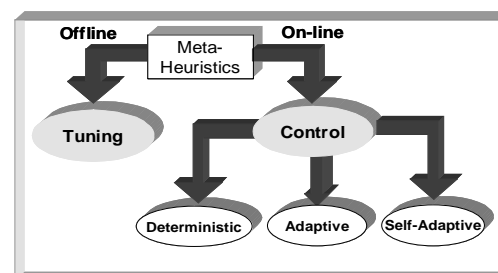 Offline
On-line
Meta-
Heuristics
Tuning
Control
Deterministic
Adaptive
Self-Adaptive